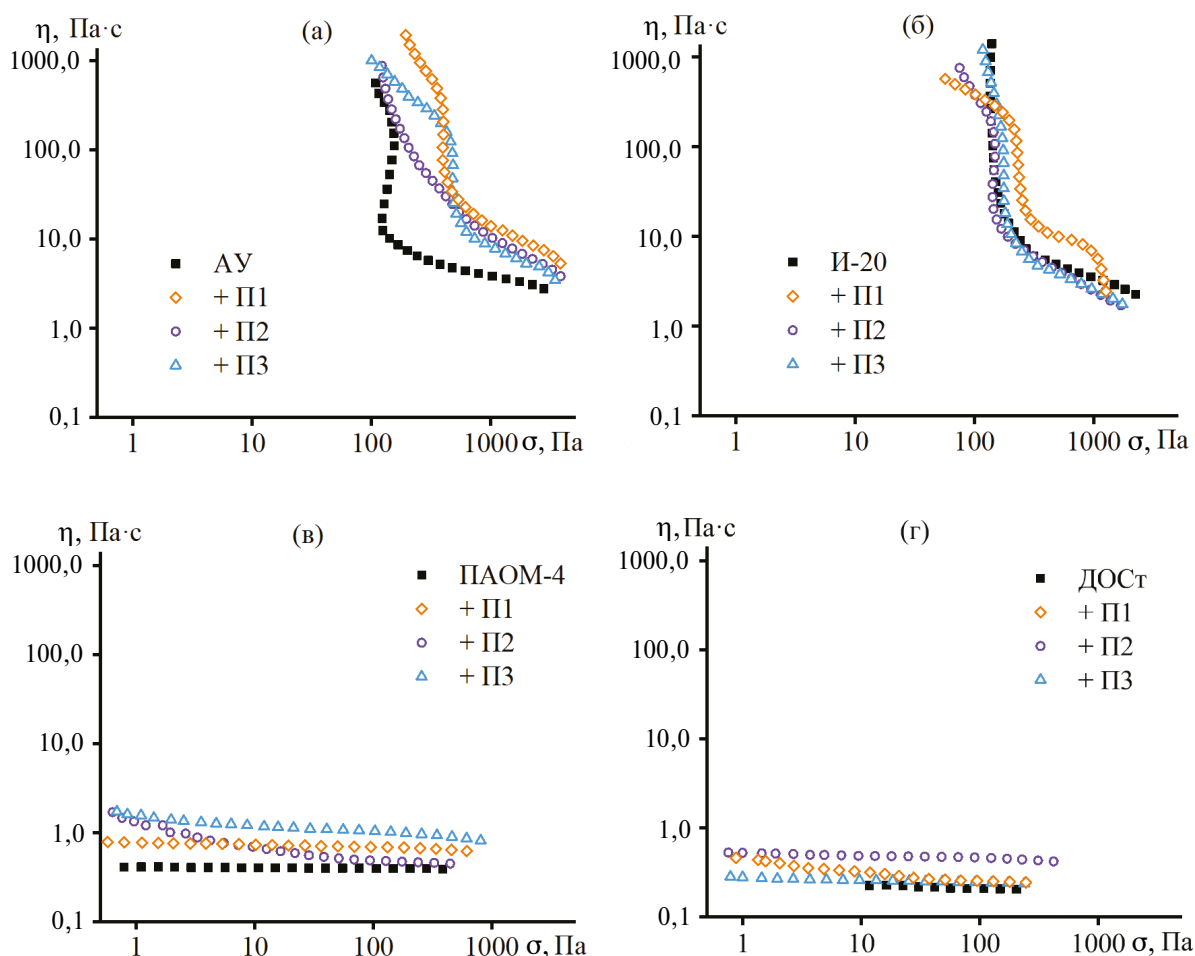 η, Па·с
(а)
1000,0
100,0
10,0
1,0
0,1
АУ
+ П1
+ П2
+ П3
1
10
100
1000 σ, Па
η, Па·с
(б)
1000,0
100,0
10,0
1,0
0,1
И-20
+ П1
+ П2
+ П3
1
10
100
1000 σ, Па
η, Па·с
(в)
1000,0
100,0
10,0
1,0
0,1
ПАОМ-4
+ П1
+ П2
+ П3
1
10
100
1000 σ, Па
η, Па·с
(г)
1000,0
100,0
10,0
1,0
0,1
ДОСт
+ П1
+ П2
+ П3
1
10
100
1000 σ, Па